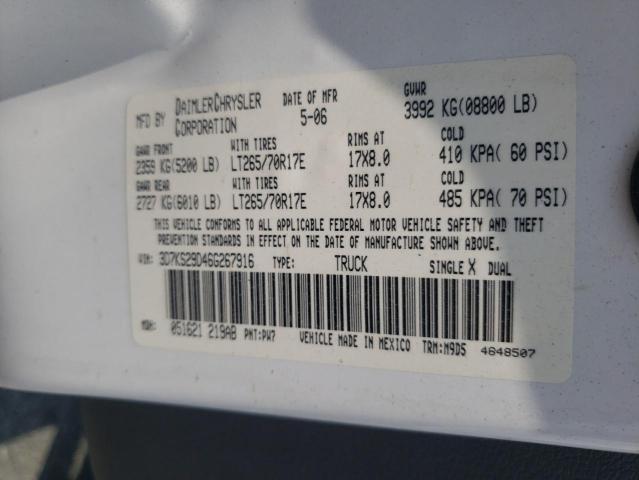 MFD BY DAIMLERCHRYSLER CORPORATION DATE OF MFR 5-06 GVWR 3992 KG(08800 LB)
GAWR FRONT WITH TIRES RIMS AT COLD
2359 KG(5200 LB) LT265/70R17E 17X8.0 410 KPA( 60 PSI)
GAWR REAR WITH TIRES RIMS AT COLD
2727 KG(6010 LB) LT265/70R17E 17X8.0 485 KPA( 70 PSI)
THIS VEHICLE CONFORMS TO ALL APPLICABLE FEDERAL MOTOR VEHICLE SAFETY AND THEFT
PREVENTION STANDARDS IN EFFECT ON THE DATE OF MANUFACTURE SHOWN ABOVE.
VIN: 3D7KS29D46G267916 TYPE: TRUCK SINGLE X DUAL
MDH: 051621 219AB PNT:PW7 VEHICLE MADE IN MEXICO TRM:M9D5 4648507